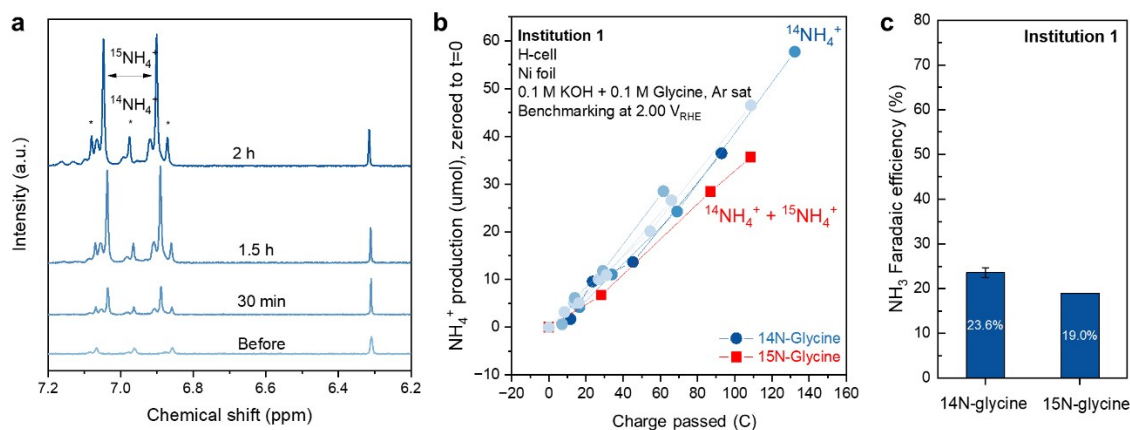 a
¹⁵NH₄⁺
¹⁴NH₄⁺
* * *
2 h
1.5 h
30 min
Before
7.2 7.0 6.8 6.6 6.4 6.2
Chemical shift (ppm)
Intensity (a.u.)
b
Institution 1
H-cell
Ni foil
0.1 M KOH + 0.1 M Glycine, Ar sat
Benchmarking at 2.00 V_RHE
¹⁴NH₄⁺
¹⁴NH₄⁺ + ¹⁵NH₄⁺
14N-Glycine
15N-Glycine
60
50
40
30
20
10
0
−10
−20 0 20 40 60 80 100 120 140 160
Charge passed (C)
NH₄⁺ production (umol), zeroed to t=0
c
Institution 1
80
70
60
50
40
30
20
10
0
23.6%
19.0%
14N-glycine 15N-glycine
NH₃ Faradaic efficiency (%)